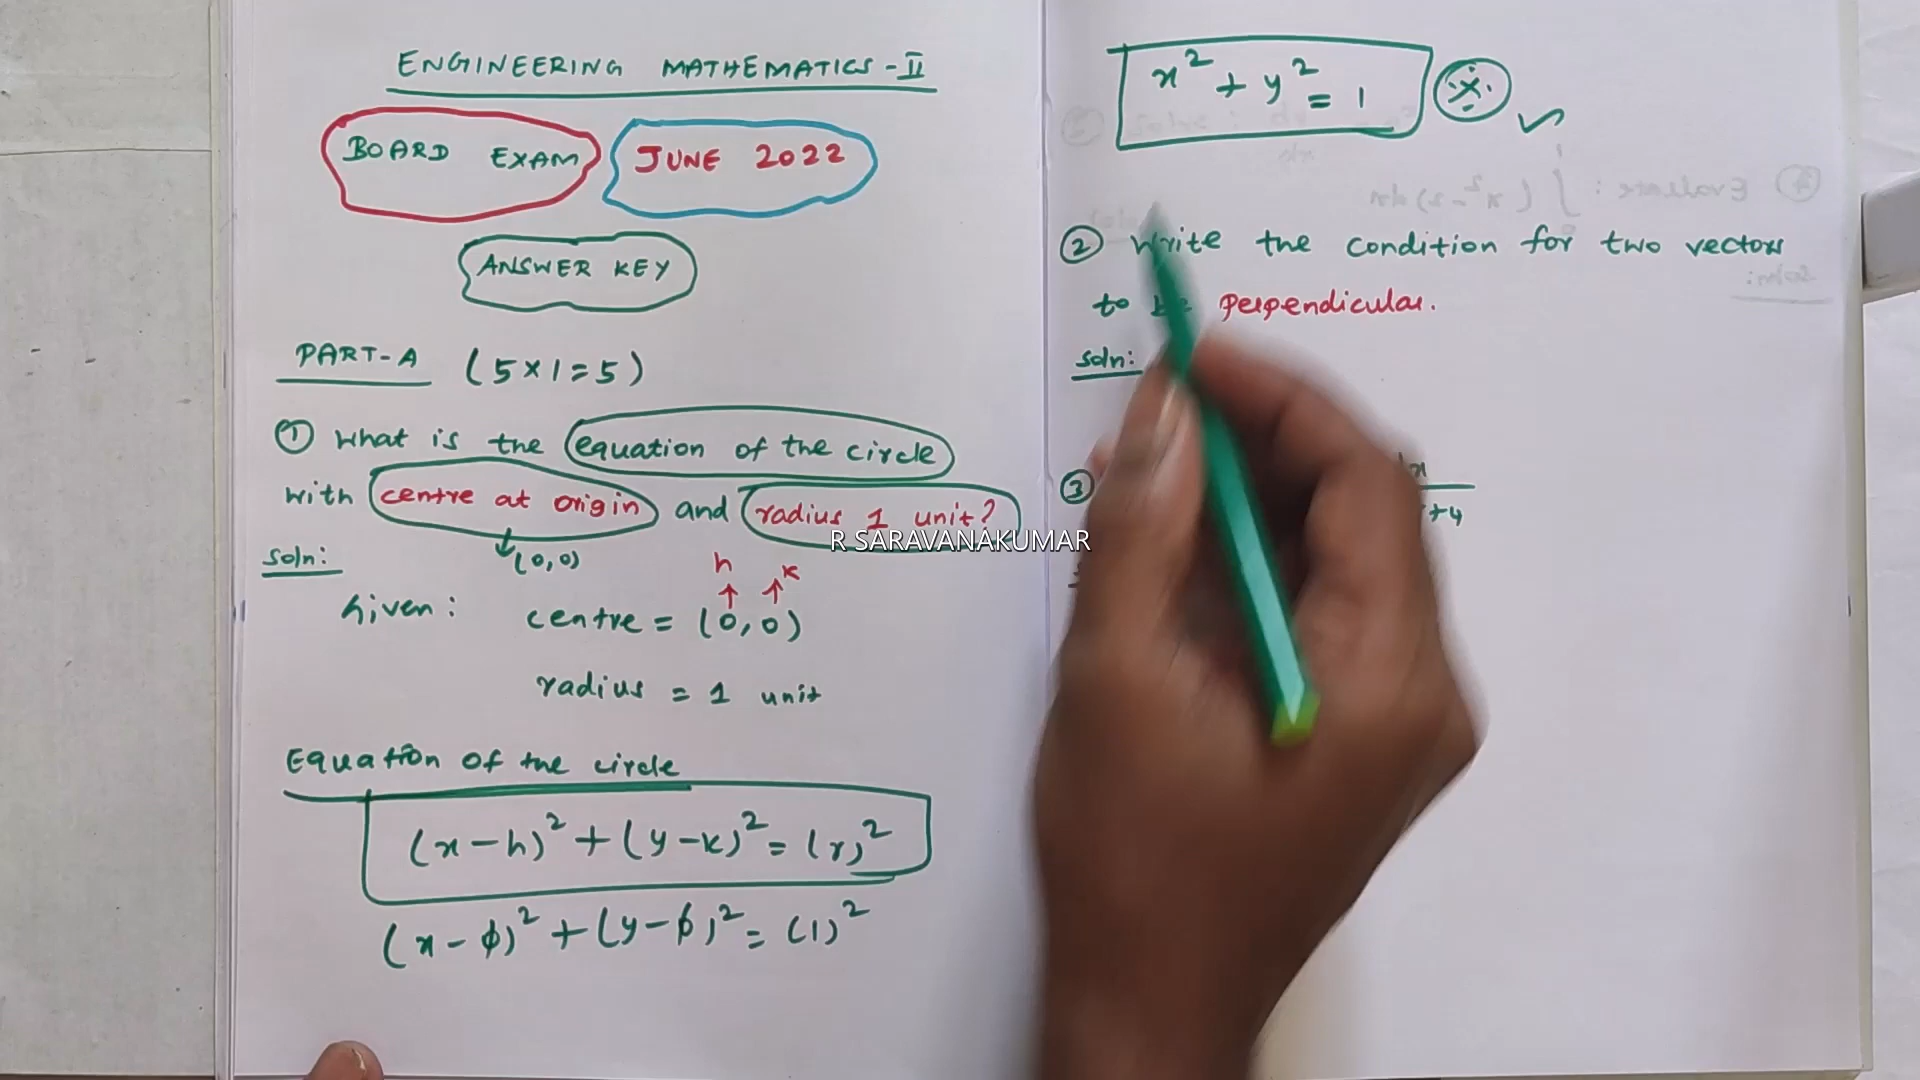 ENGINEERING MATHEMATICS - II
BOARD EXAM JUNE 2022
ANSWER KEY
PART-A (5×1=5)
① What is the equation of the circle
with centre at origin and radius 1 unit?
(0,0)
Soln:
h k
Given: centre = (0,0)
radius = 1 unit
Equation of the circle
(x-h)² + (y-k)² = (r)²
(x-0)² + (y-0)² = (1)²
x² + y² = 1
② Write the condition for two vectors
to be perpendicular.
Soln:
③
R SARAVANAKUMAR